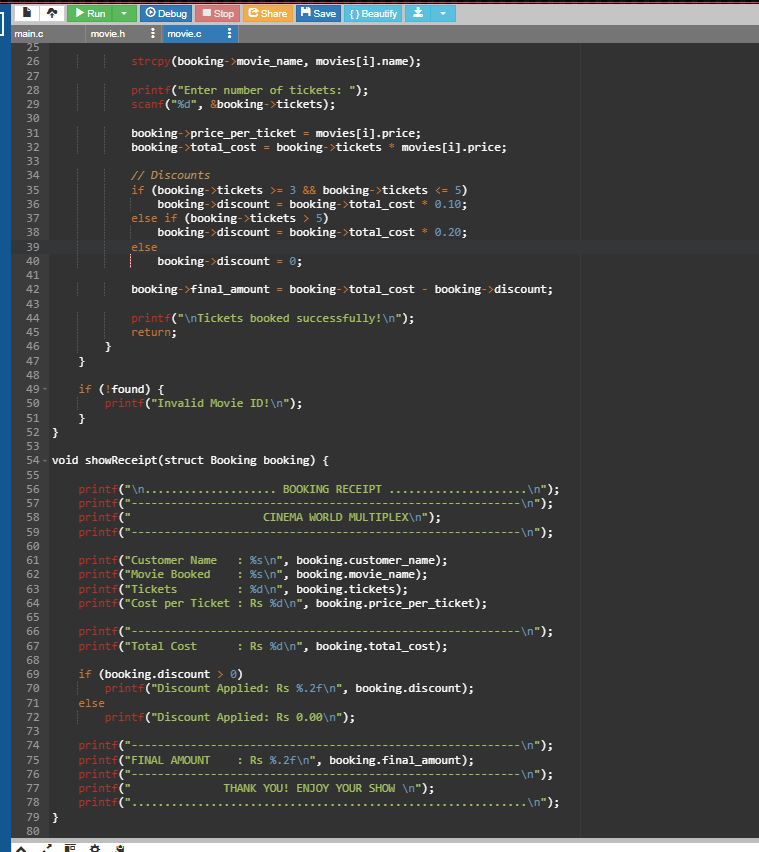 Run Debug Stop Share Save { } Beautify
main.c movie.h movie.c
25
26 strcpy(booking->movie_name, movies[i].name);
27
28 printf("Enter number of tickets: ");
29 scanf("%d", &booking->tickets);
30
31 booking->price_per_ticket = movies[i].price;
32 booking->total_cost = booking->tickets * movies[i].price;
33
34 // Discounts
35 if (booking->tickets >= 3 && booking->tickets <= 5)
36 booking->discount = booking->total_cost * 0.10;
37 else if (booking->tickets > 5)
38 booking->discount = booking->total_cost * 0.20;
39 else
40 booking->discount = 0;
41
42 booking->final_amount = booking->total_cost - booking->discount;
43
44 printf("\nTickets booked successfully!\n");
45 return;
46 }
47 }
48
49 if (!found) {
50 printf("Invalid Movie ID!\n");
51 }
52 }
53
54 void showReceipt(struct Booking booking) {
55
56 printf("\n.................... BOOKING RECEIPT .....................\n");
57 printf("-----------------------------------------------------------\n");
58 printf("                    CINEMA WORLD MULTIPLEX\n");
59 printf("-----------------------------------------------------------\n");
60
61 printf("Customer Name   : %s\n", booking.customer_name);
62 printf("Movie Booked    : %s\n", booking.movie_name);
63 printf("Tickets         : %d\n", booking.tickets);
64 printf("Cost per Ticket : Rs %d\n", booking.price_per_ticket);
65
66 printf("-----------------------------------------------------------\n");
67 printf("Total Cost      : Rs %d\n", booking.total_cost);
68
69 if (booking.discount > 0)
70 printf("Discount Applied: Rs %.2f\n", booking.discount);
71 else
72 printf("Discount Applied: Rs 0.00\n");
73
74 printf("-----------------------------------------------------------\n");
75 printf("FINAL AMOUNT    : Rs %.2f\n", booking.final_amount);
76 printf("-----------------------------------------------------------\n");
77 printf("              THANK YOU! ENJOY YOUR SHOW \n");
78 printf("............................................................\n");
79 }
80